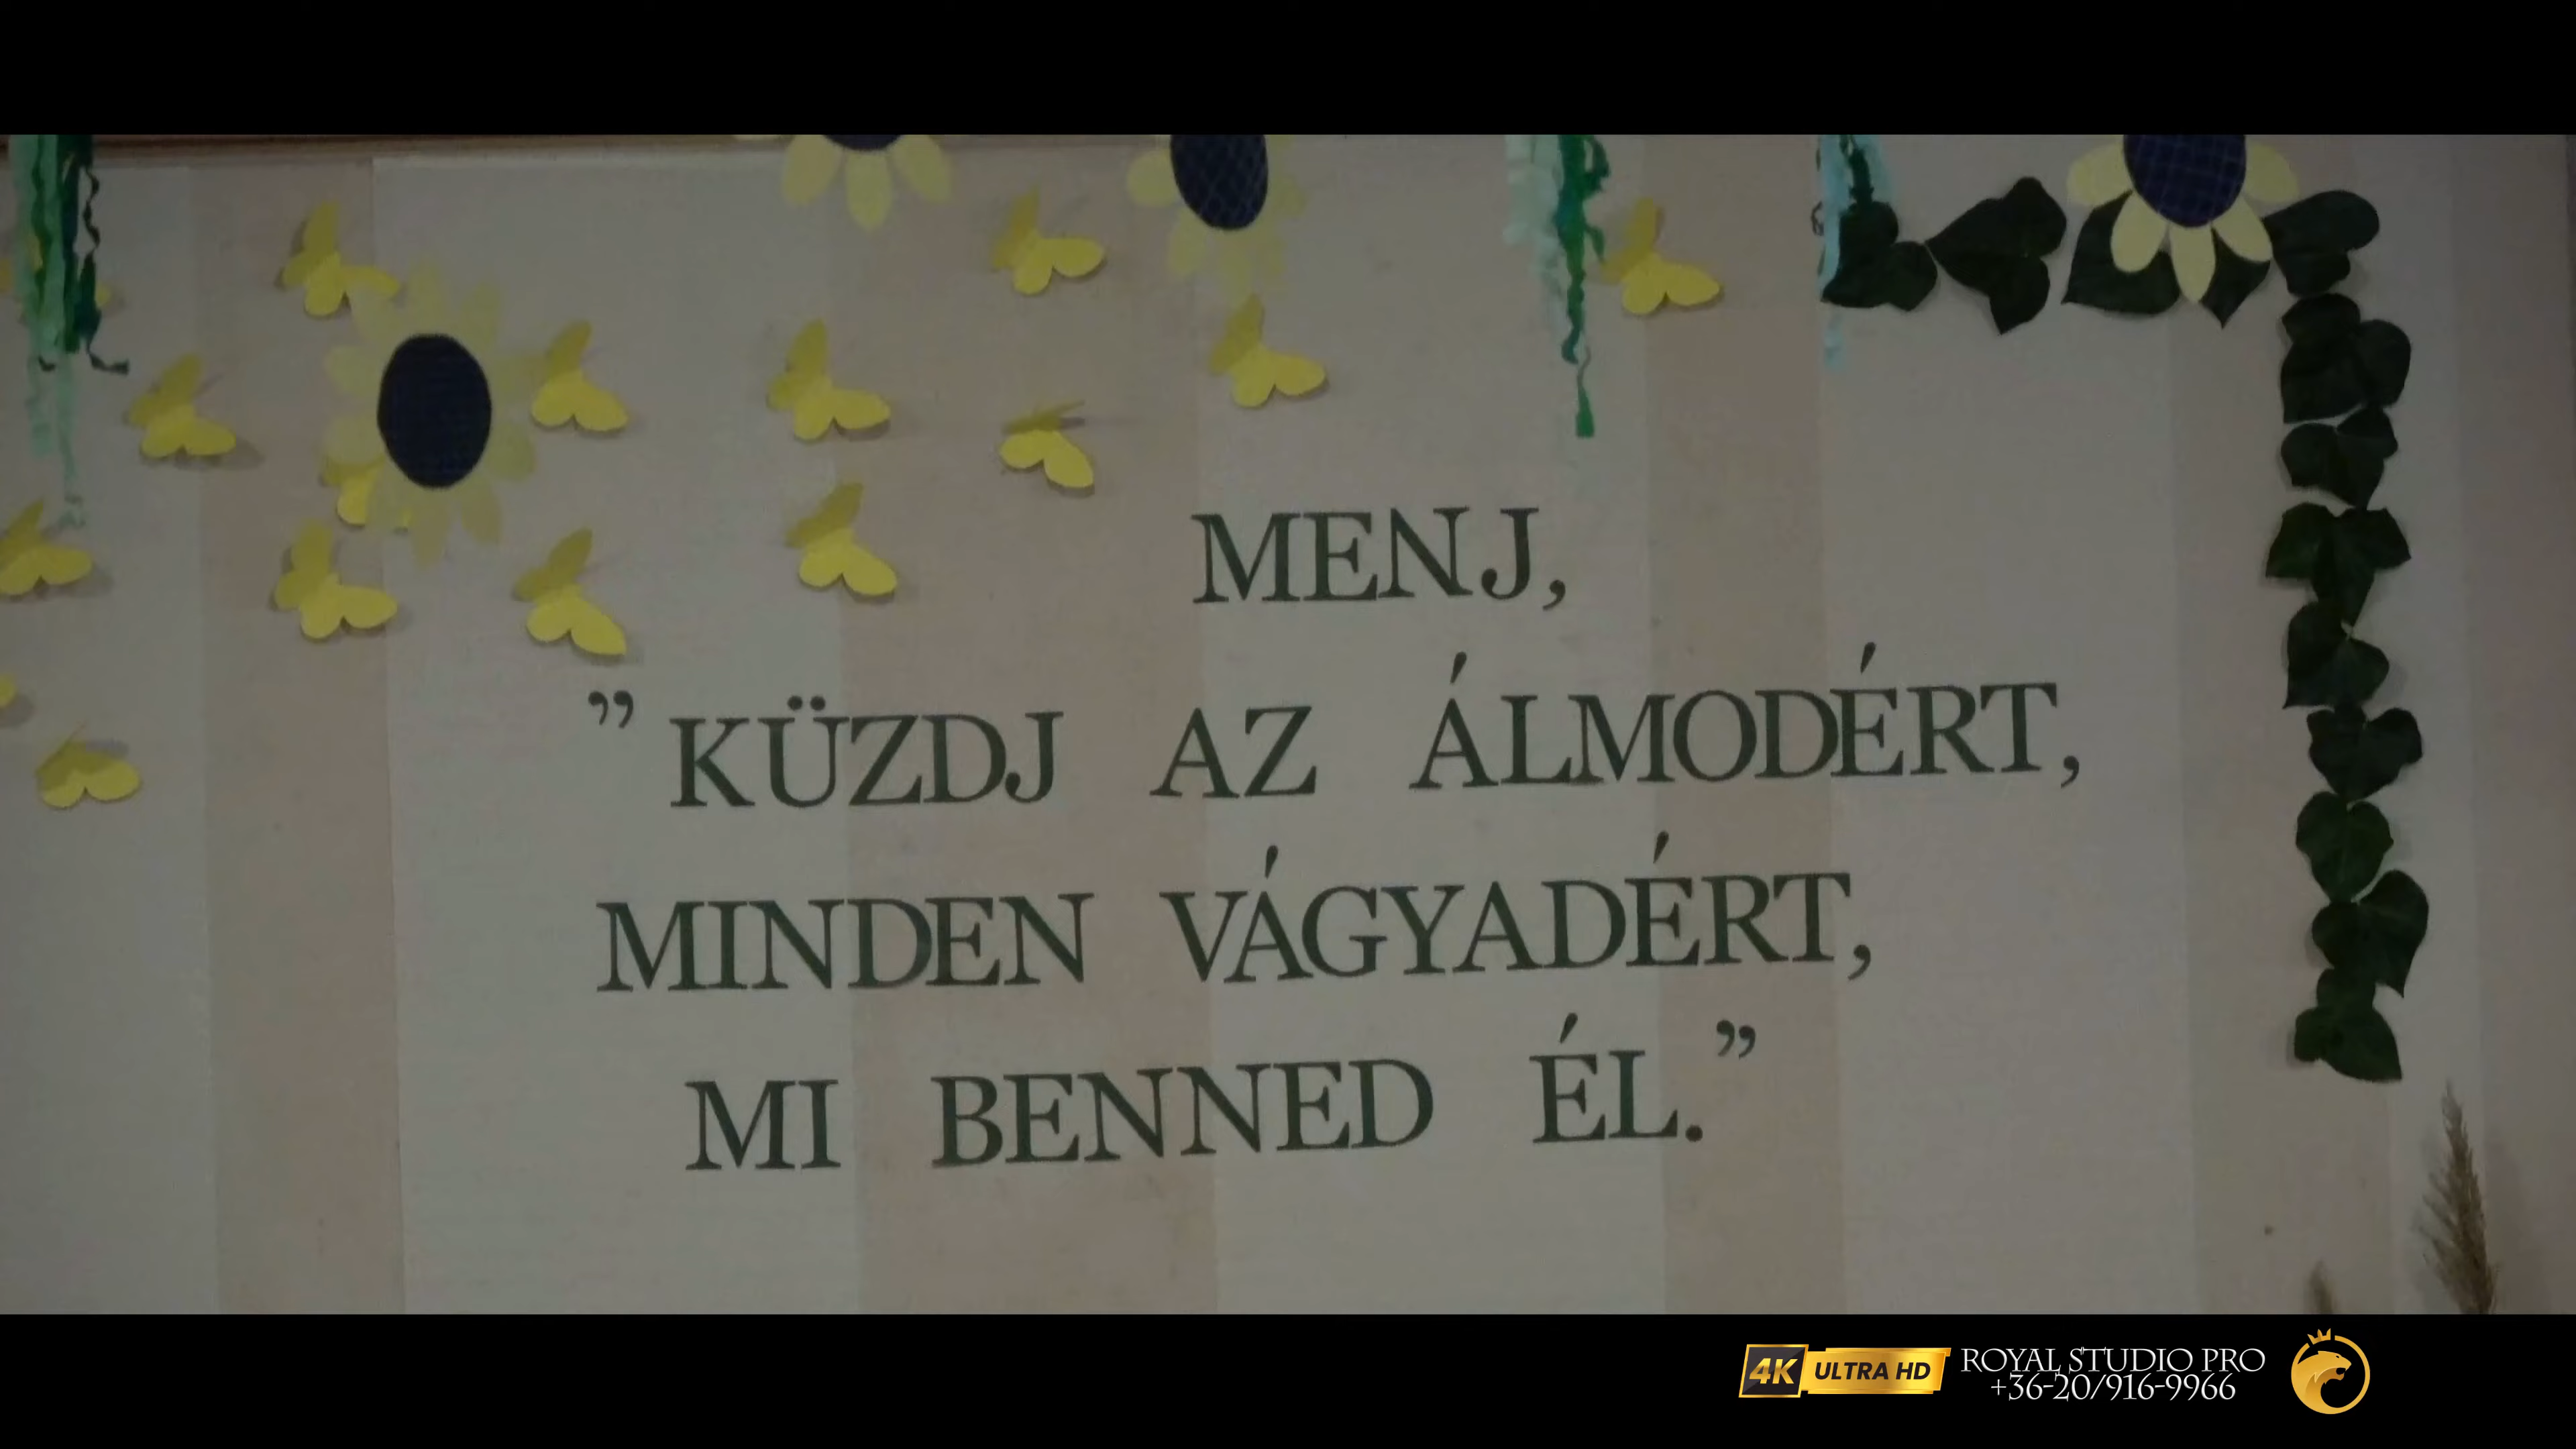 MENJ,
”KÜZDJ AZ ÁLMODÉRT,
MINDEN VÁGYADÉRT,
MI BENNED ÉL.”
4K ULTRA HD
ROYAL STUDIO PRO
+36-20/916-9966